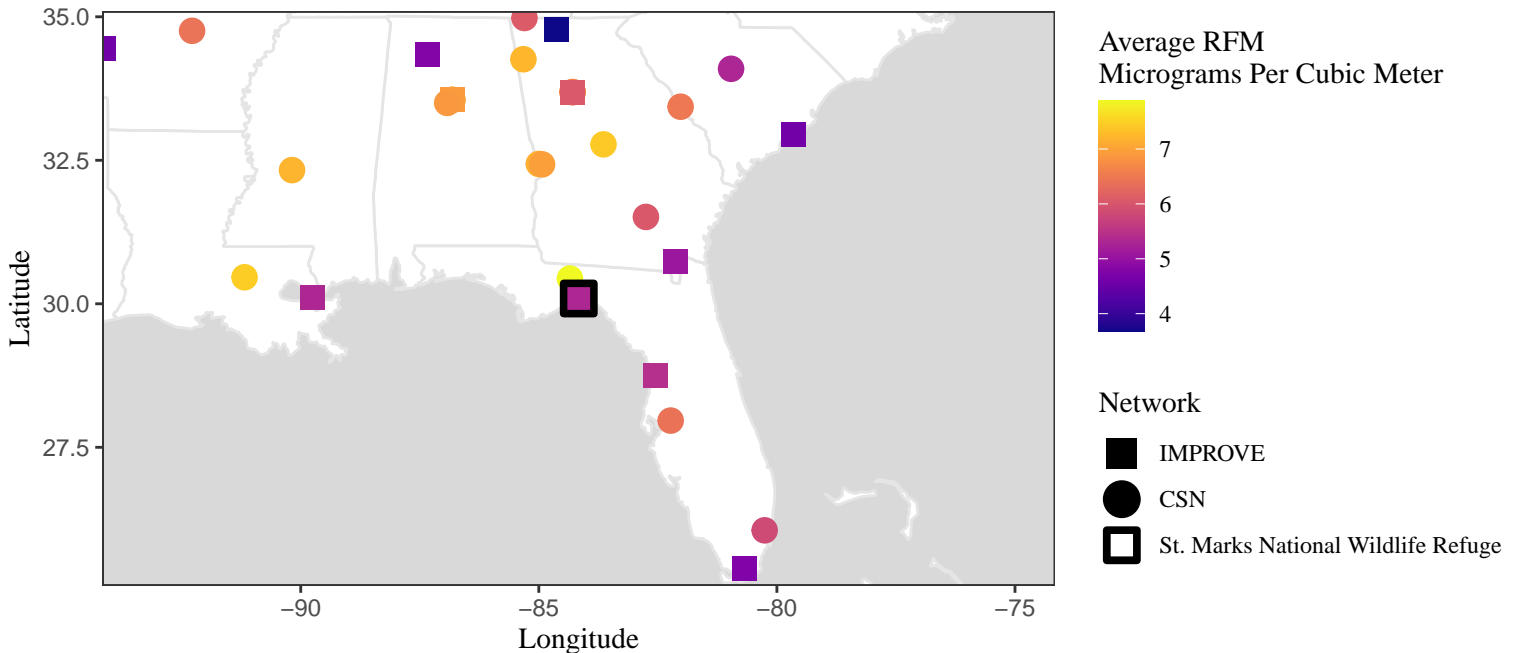 35.0
32.5
30.0
27.5
Latitude
−90
−85
−80
−75
Longitude
Average RFM
Micrograms Per Cubic Meter
7
6
5
4
Network
IMPROVE
CSN
St. Marks National Wildlife Refuge